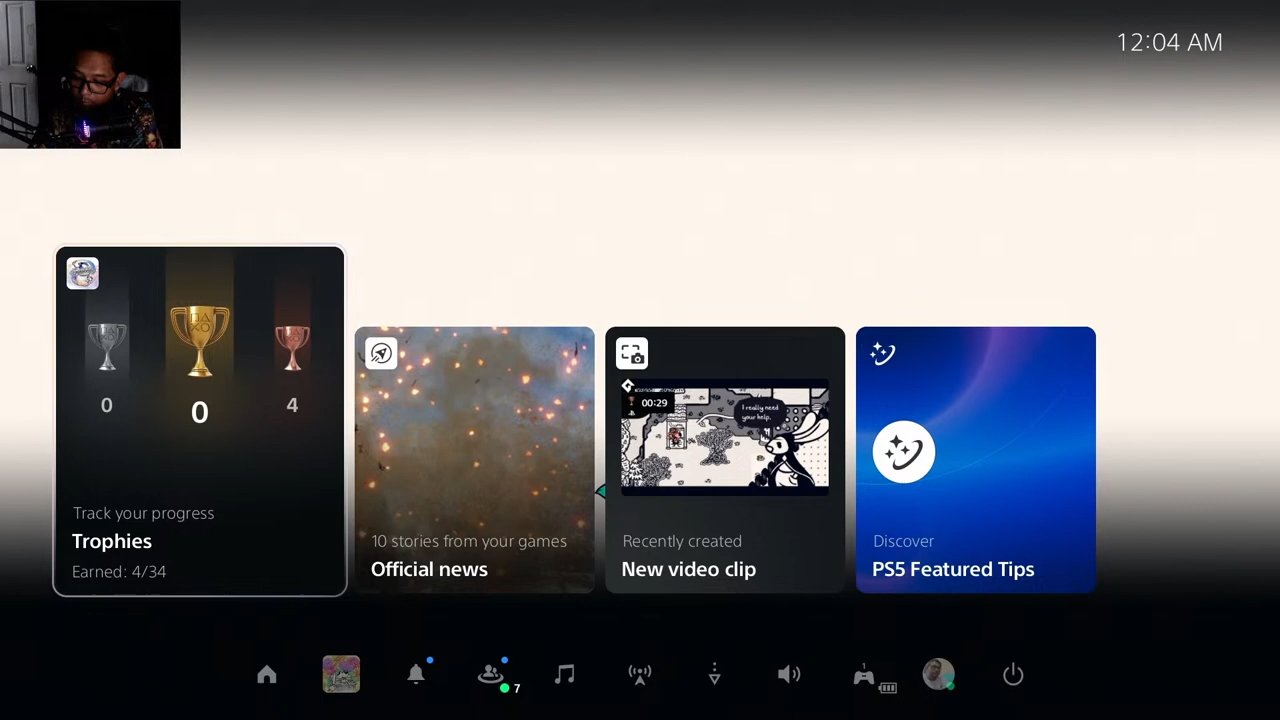 12:04 AM
0
0
4
Track your progress
Trophies
Earned: 4/34
10 stories from your games
Official news
00:29
I really need
your help.
Recently created
New video clip
Discover
PS5 Featured Tips
7
1